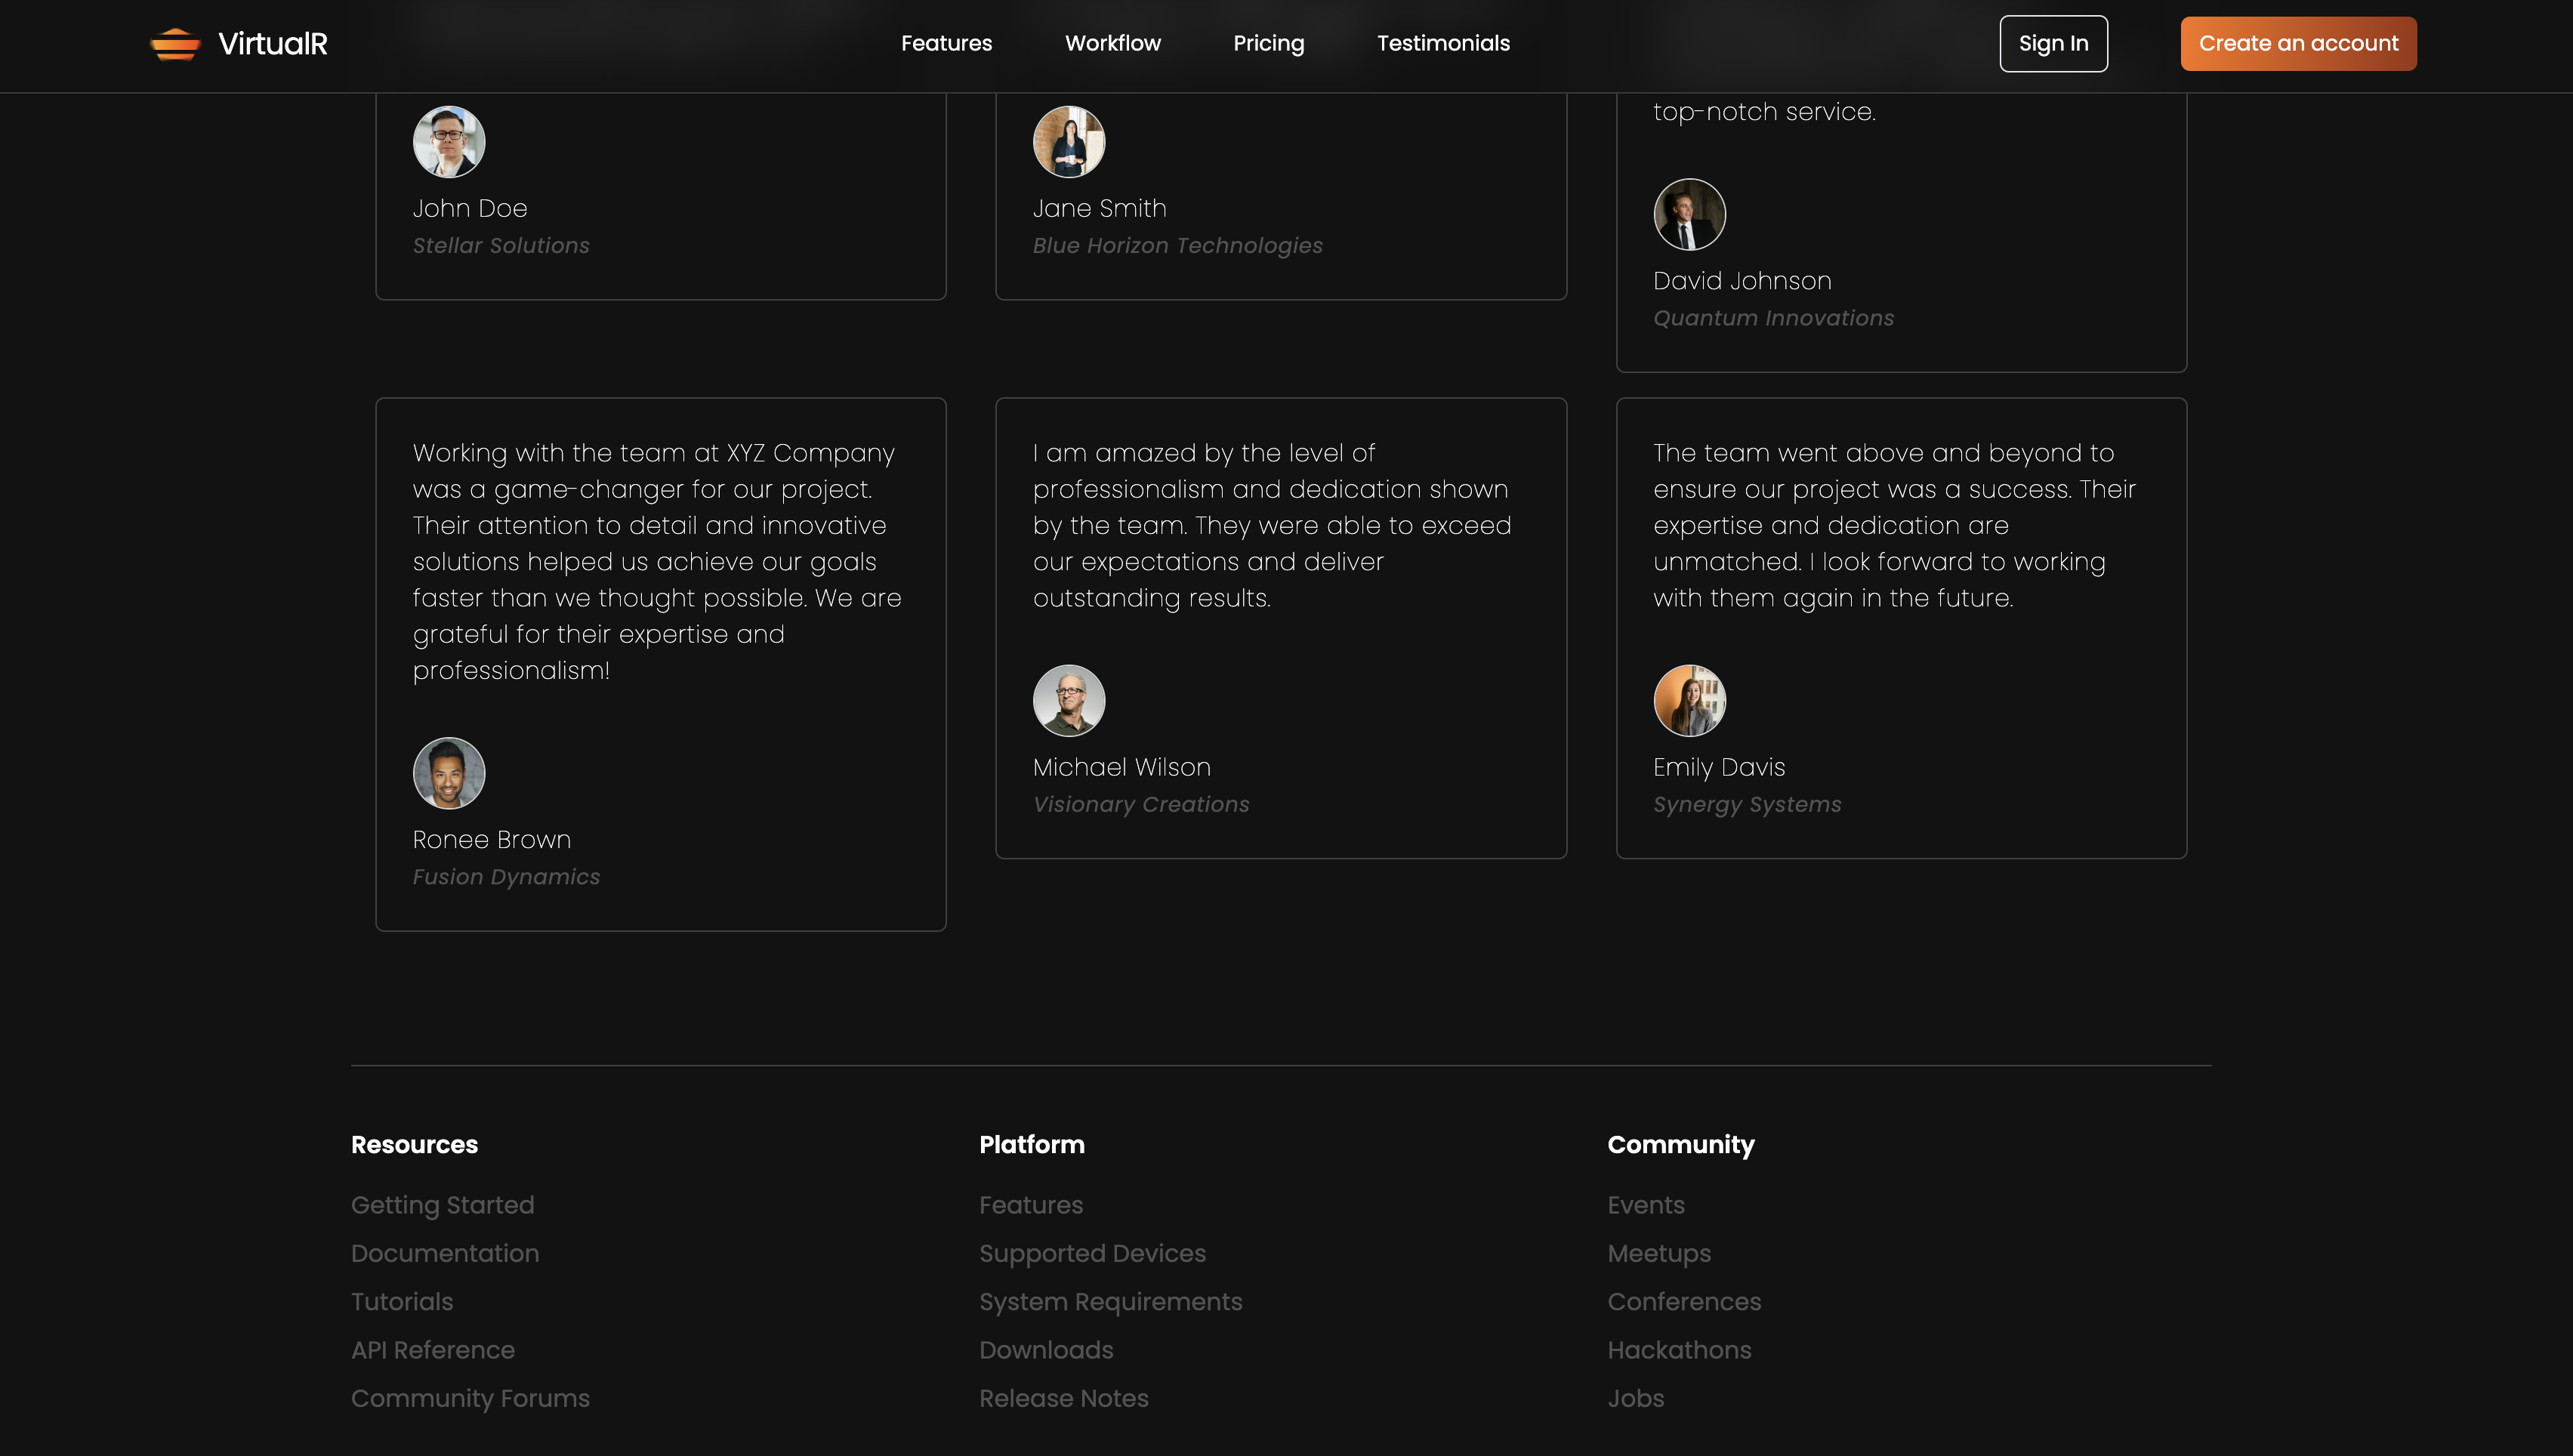 VirtualR
Features
Workflow
Pricing
Testimonials
Sign In
Create an account
John Doe
Stellar Solutions
Jane Smith
Blue Horizon Technologies
top-notch service.
David Johnson
Quantum Innovations
Working with the team at XYZ Company
was a game-changer for our project.
Their attention to detail and innovative
solutions helped us achieve our goals
faster than we thought possible. We are
grateful for their expertise and
professionalism!
Ronee Brown
Fusion Dynamics
I am amazed by the level of
professionalism and dedication shown
by the team. They were able to exceed
our expectations and deliver
outstanding results.
Michael Wilson
Visionary Creations
The team went above and beyond to
ensure our project was a success. Their
expertise and dedication are
unmatched. I look forward to working
with them again in the future.
Emily Davis
Synergy Systems
Resources
Getting Started
Documentation
Tutorials
API Reference
Community Forums
Platform
Features
Supported Devices
System Requirements
Downloads
Release Notes
Community
Events
Meetups
Conferences
Hackathons
Jobs